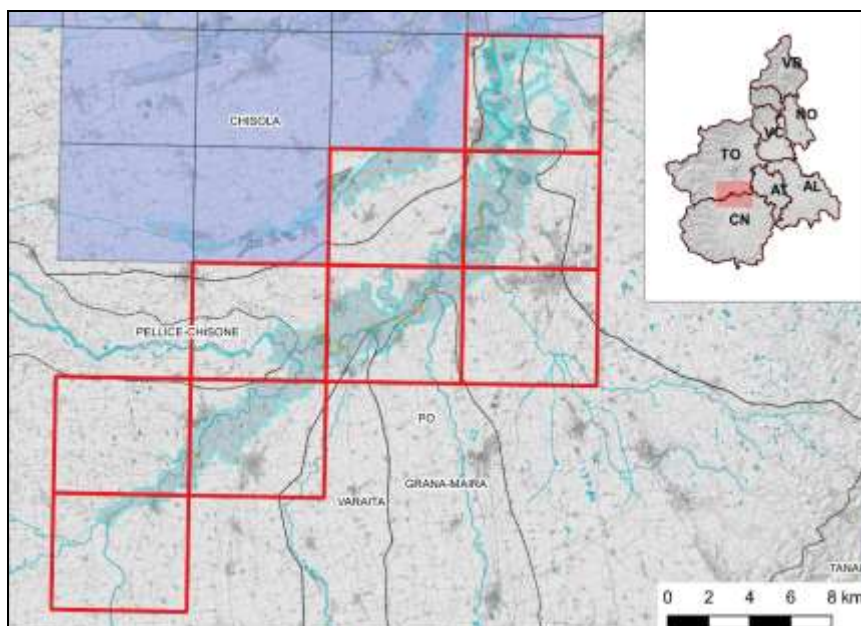 VB
NO
VC
TO
AT
AL
CN
CHISOLA
PELLICE-CHISONE
PO
GRANA-MAIRA
VARAITA
TANA
0 2 4 6 8 km